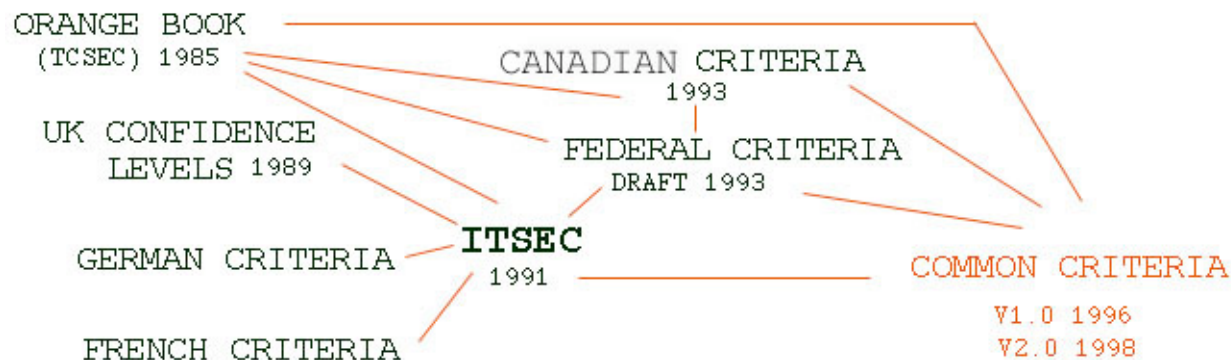 ORANGE BOOK
(TCSEC) 1985
CANADIAN CRITERIA
1993
UK CONFIDENCE
LEVELS 1989
FEDERAL CRITERIA
DRAFT 1993
ITSEC
1991
GERMAN CRITERIA
FRENCH CRITERIA
COMMON CRITERIA
V1.0 1996
V2.0 1998